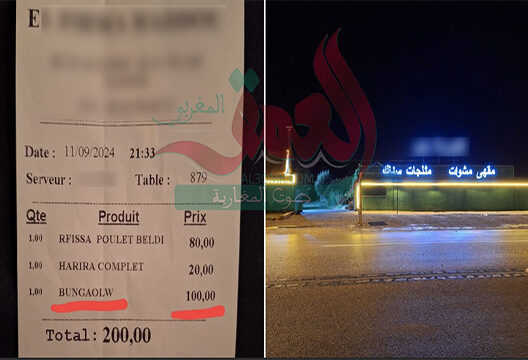 Date : 11/09/2024 21:33
Serveur : Table : 879
Qte Produit Prix
1.00 RFISSA POULET BELDI 80,00
1.00 HARIRA COMPLET 20,00
1.00 BUNGAOLW 100,00
Total: 200,00
العمق
المغربي
صوت المغاربة
مقهى مشوات مثلجات سناك